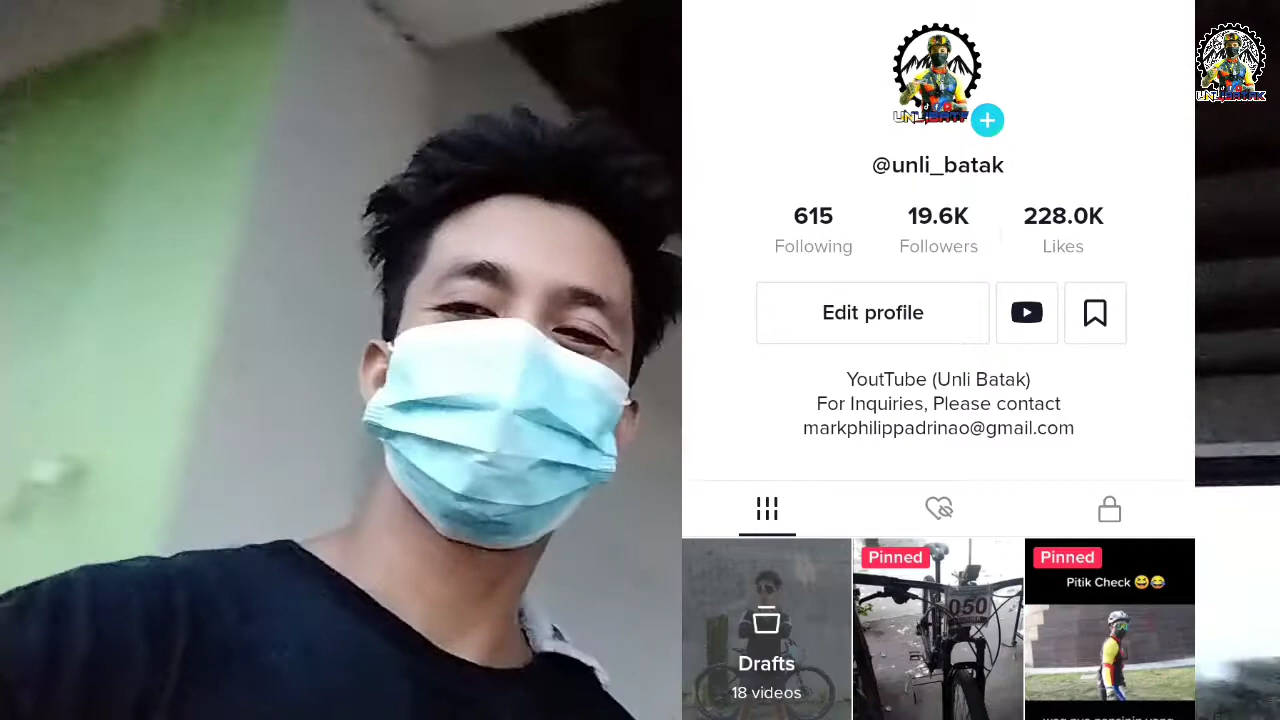 UNLIBATAK
@unli_batak
615
Following
19.6K
Followers
228.0K
Likes
Edit profile
YoutTube (Unli Batak)
For Inquiries, Please contact
markphilippadrinao@gmail.com
Drafts
18 videos
Pinned
050
Pinned
Pitik Check 😄😂